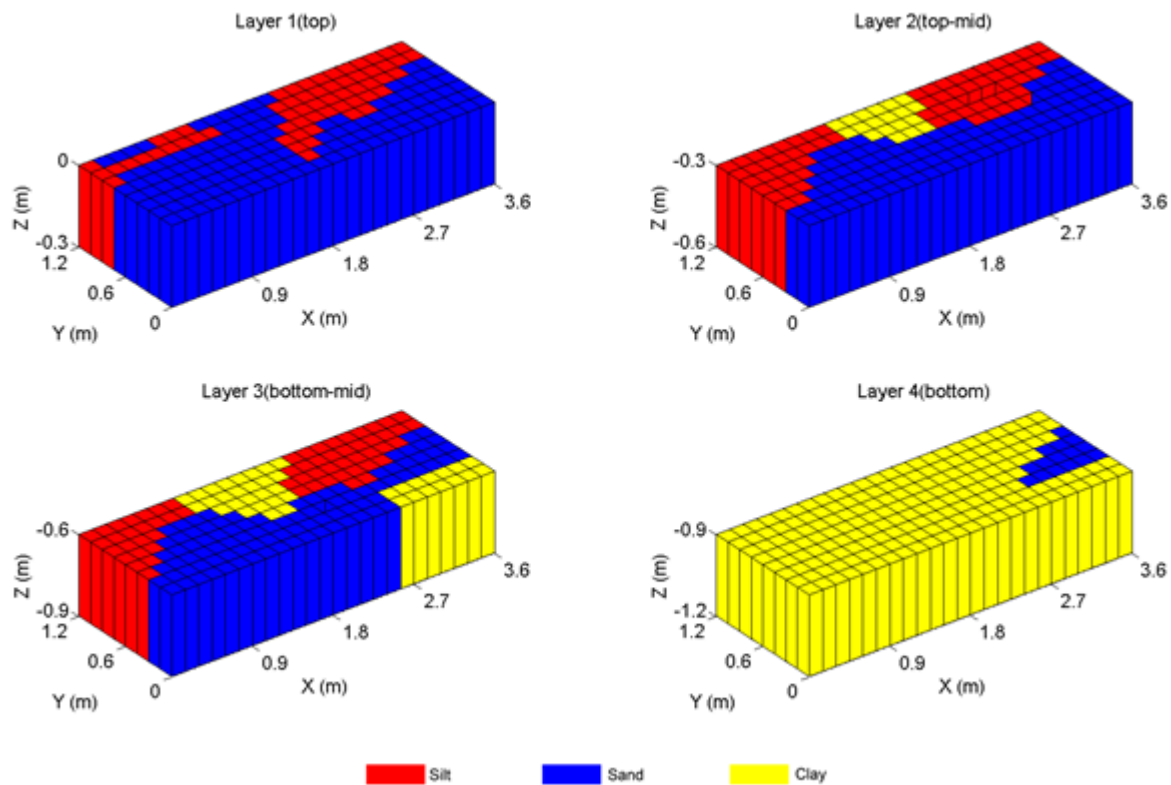 Layer 1(top)
0
-0.3
Z (m)
1.2
0.6
0
Y (m)
0.9
1.8
2.7
3.6
X (m)
Layer 2(top-mid)
-0.3
-0.6
Z (m)
1.2
0.6
0
Y (m)
0.9
1.8
2.7
3.6
X (m)
Layer 3(bottom-mid)
-0.6
-0.9
Z (m)
1.2
0.6
0
Y (m)
0.9
1.8
2.7
3.6
X (m)
Layer 4(bottom)
-0.9
-1.2
Z (m)
1.2
0.6
0
Y (m)
0.9
1.8
2.7
3.6
X (m)
Silt
Sand
Clay